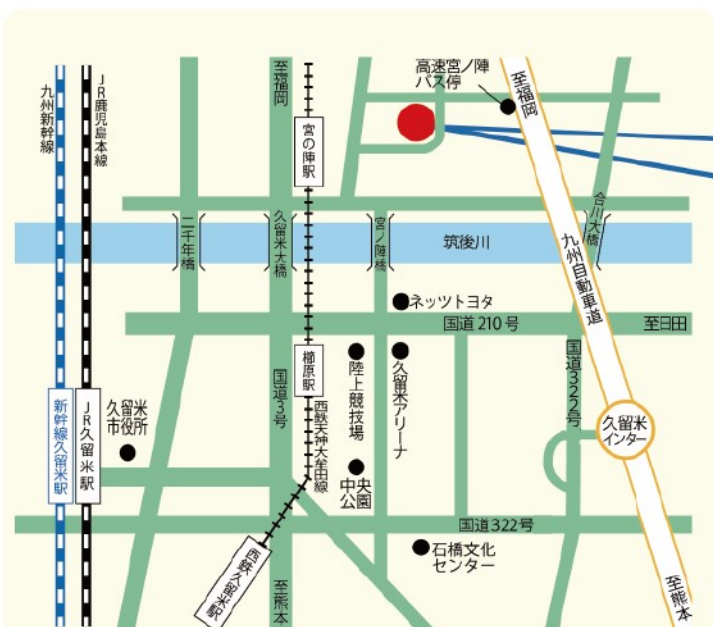 高速宮ノ陣
バス停
至福岡
至福岡
九州新幹線
JR鹿児島本線
宮の陣駅
二千年橋
久留米大橋
宮ノ陣橋
筑後川
合川大橋
九州自動車道
ネッツトヨタ
国道210号
至日田
櫛原駅
国道3号
西鉄天神大牟田線
陸上競技場
久留米アリーナ
国道322号
久留米
インター
新幹線久留米駅
JR久留米駅
久留米
市役所
中央
公園
国道322号
西鉄久留米駅
石橋文化
センター
至熊本
至熊本